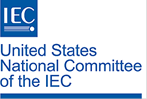 IEC
United States
National Committee
of the IEC